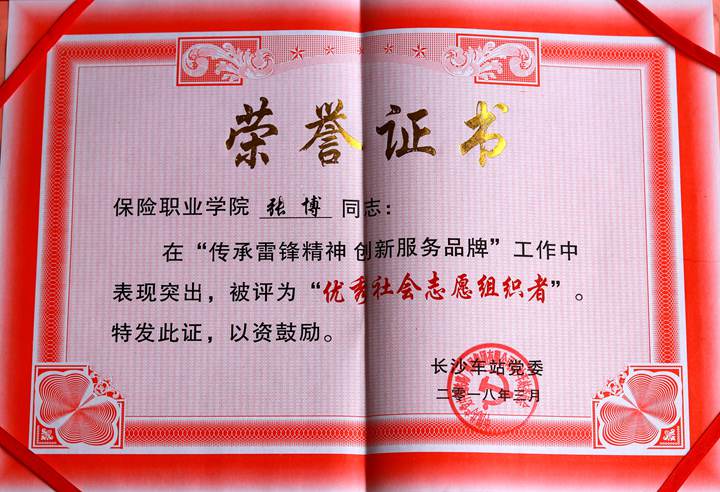 荣誉证书
保险职业学院 张博 同志：
在“传承雷锋精神 创新服务品牌”工作中
表现突出，被评为“优秀社会志愿组织者”。
特发此证，以资鼓励。
长沙车站党委
二零一八年三月